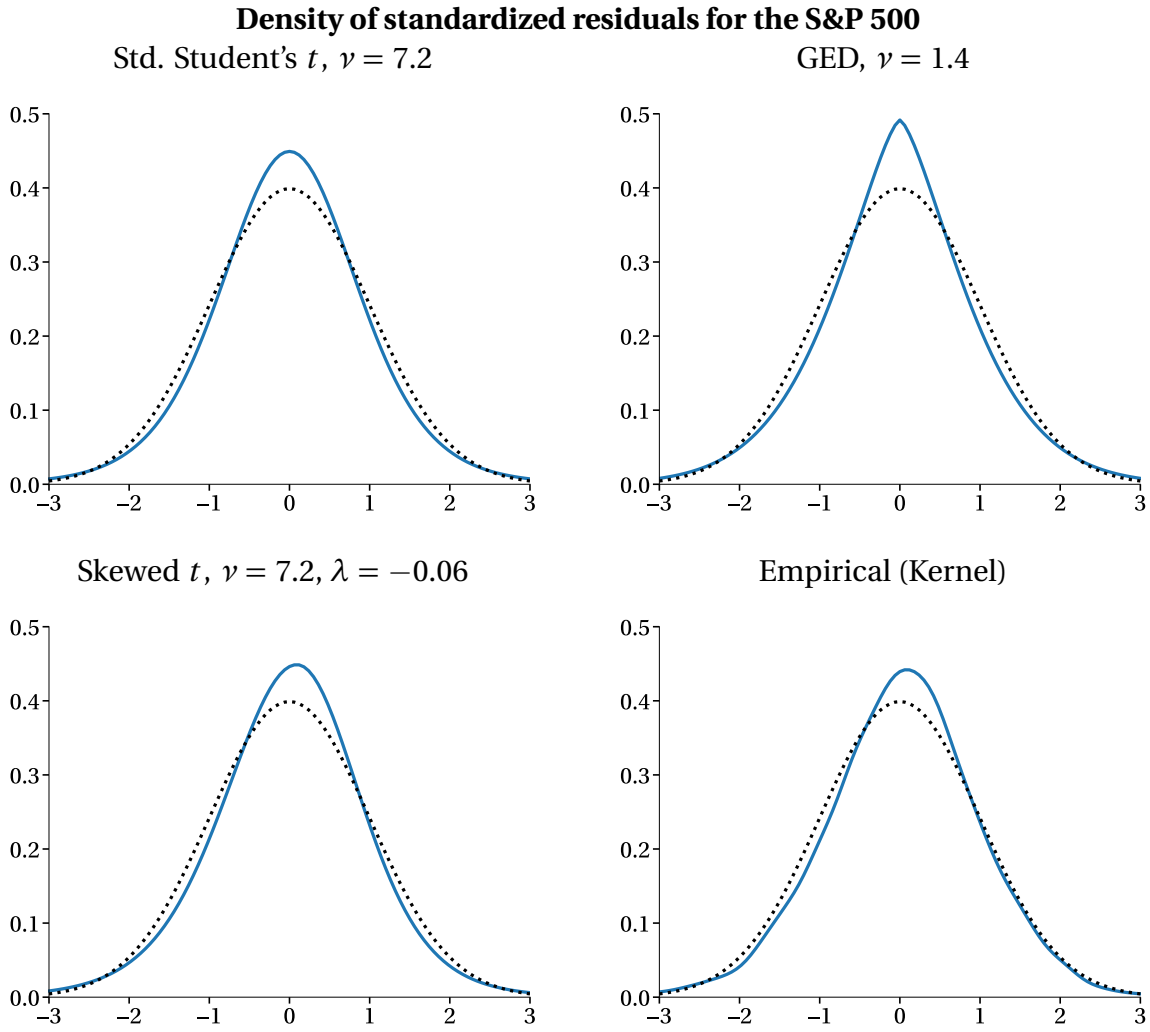 Density of standardized residuals for the S&P 500
Std. Student's t, ν = 7.2
GED, ν = 1.4
0.5
0.4
0.3
0.2
0.1
0.0
−3 −2 −1 0 1 2 3
0.5
0.4
0.3
0.2
0.1
0.0
−3 −2 −1 0 1 2 3
Skewed t, ν = 7.2, λ = −0.06
Empirical (Kernel)
0.5
0.4
0.3
0.2
0.1
0.0
−3 −2 −1 0 1 2 3
0.5
0.4
0.3
0.2
0.1
0.0
−3 −2 −1 0 1 2 3